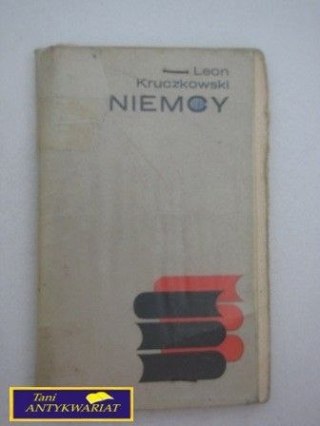 Leon
Kruczkowski
NIEMCY
Tani
ANTYKWARIAT